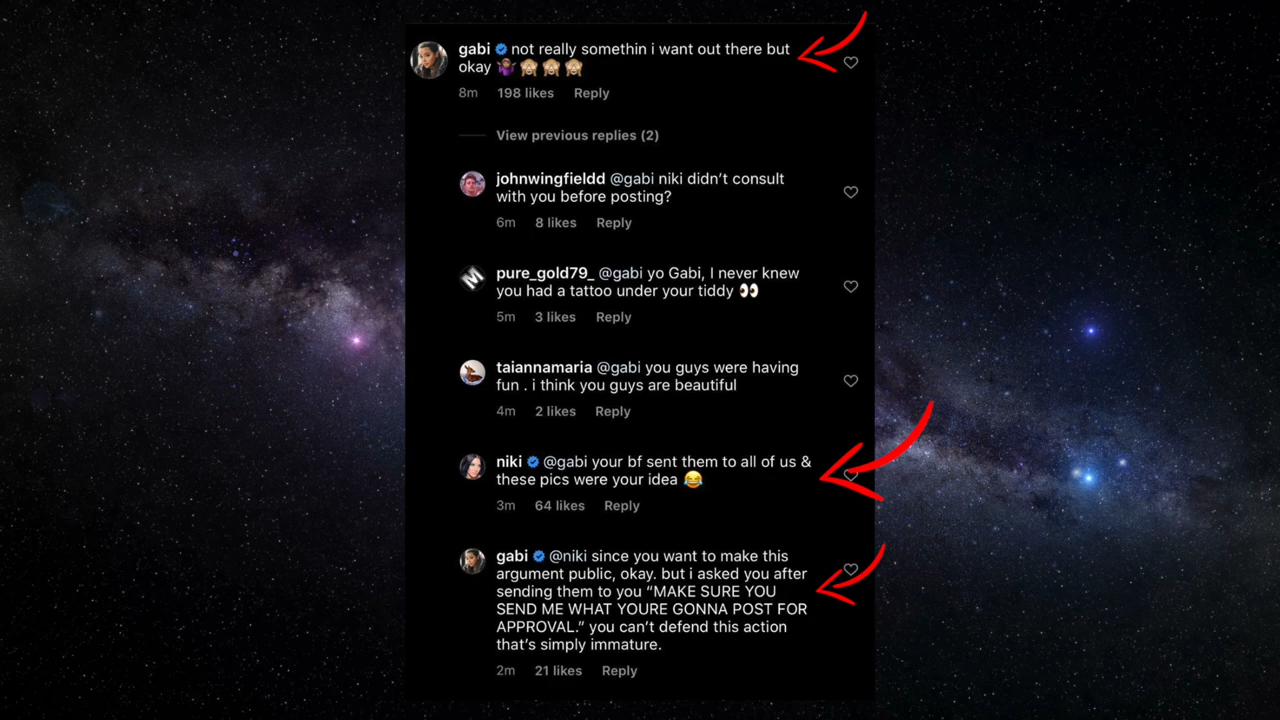 gabi not really somethin i want out there but
okay 🤷🏾‍♀️🙈🙈🙈
8m 198 likes Reply
View previous replies (2)
johnwingfieldd @gabi niki didn’t consult
with you before posting?
6m 8 likes Reply
M
pure_gold79_ @gabi yo Gabi, I never knew
you had a tattoo under your tiddy 👀
5m 3 likes Reply
taiannamaria @gabi you guys were having
fun . i think you guys are beautiful
4m 2 likes Reply
niki @gabi your bf sent them to all of us &
these pics were your idea 😂
3m 64 likes Reply
gabi @niki since you want to make this
argument public, okay. but i asked you after
sending them to you “MAKE SURE YOU
SEND ME WHAT YOURE GONNA POST FOR
APPROVAL.” you can’t defend this action
that’s simply immature.
2m 21 likes Reply